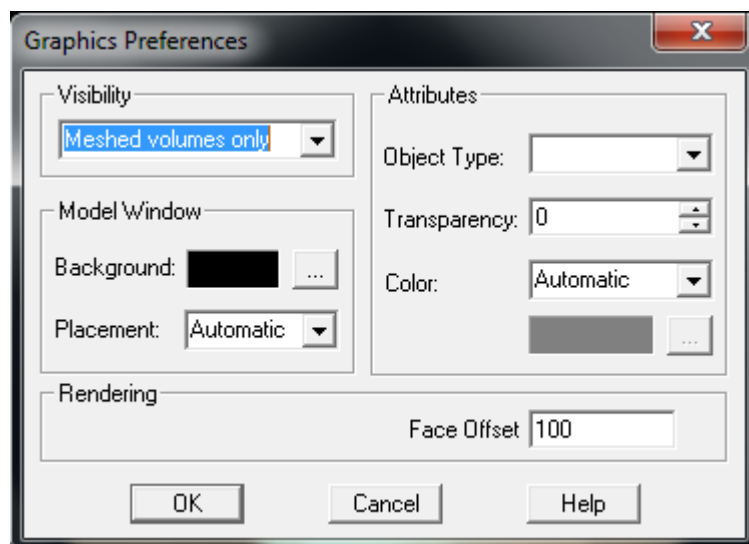 Graphics Preferences
Visibility
Meshed volumes only
Model Window
Background: ...
Placement: Automatic
Attributes
Object Type:
Transparency: 0
Color: Automatic
...
Rendering
Face Offset 100
OK Cancel Help